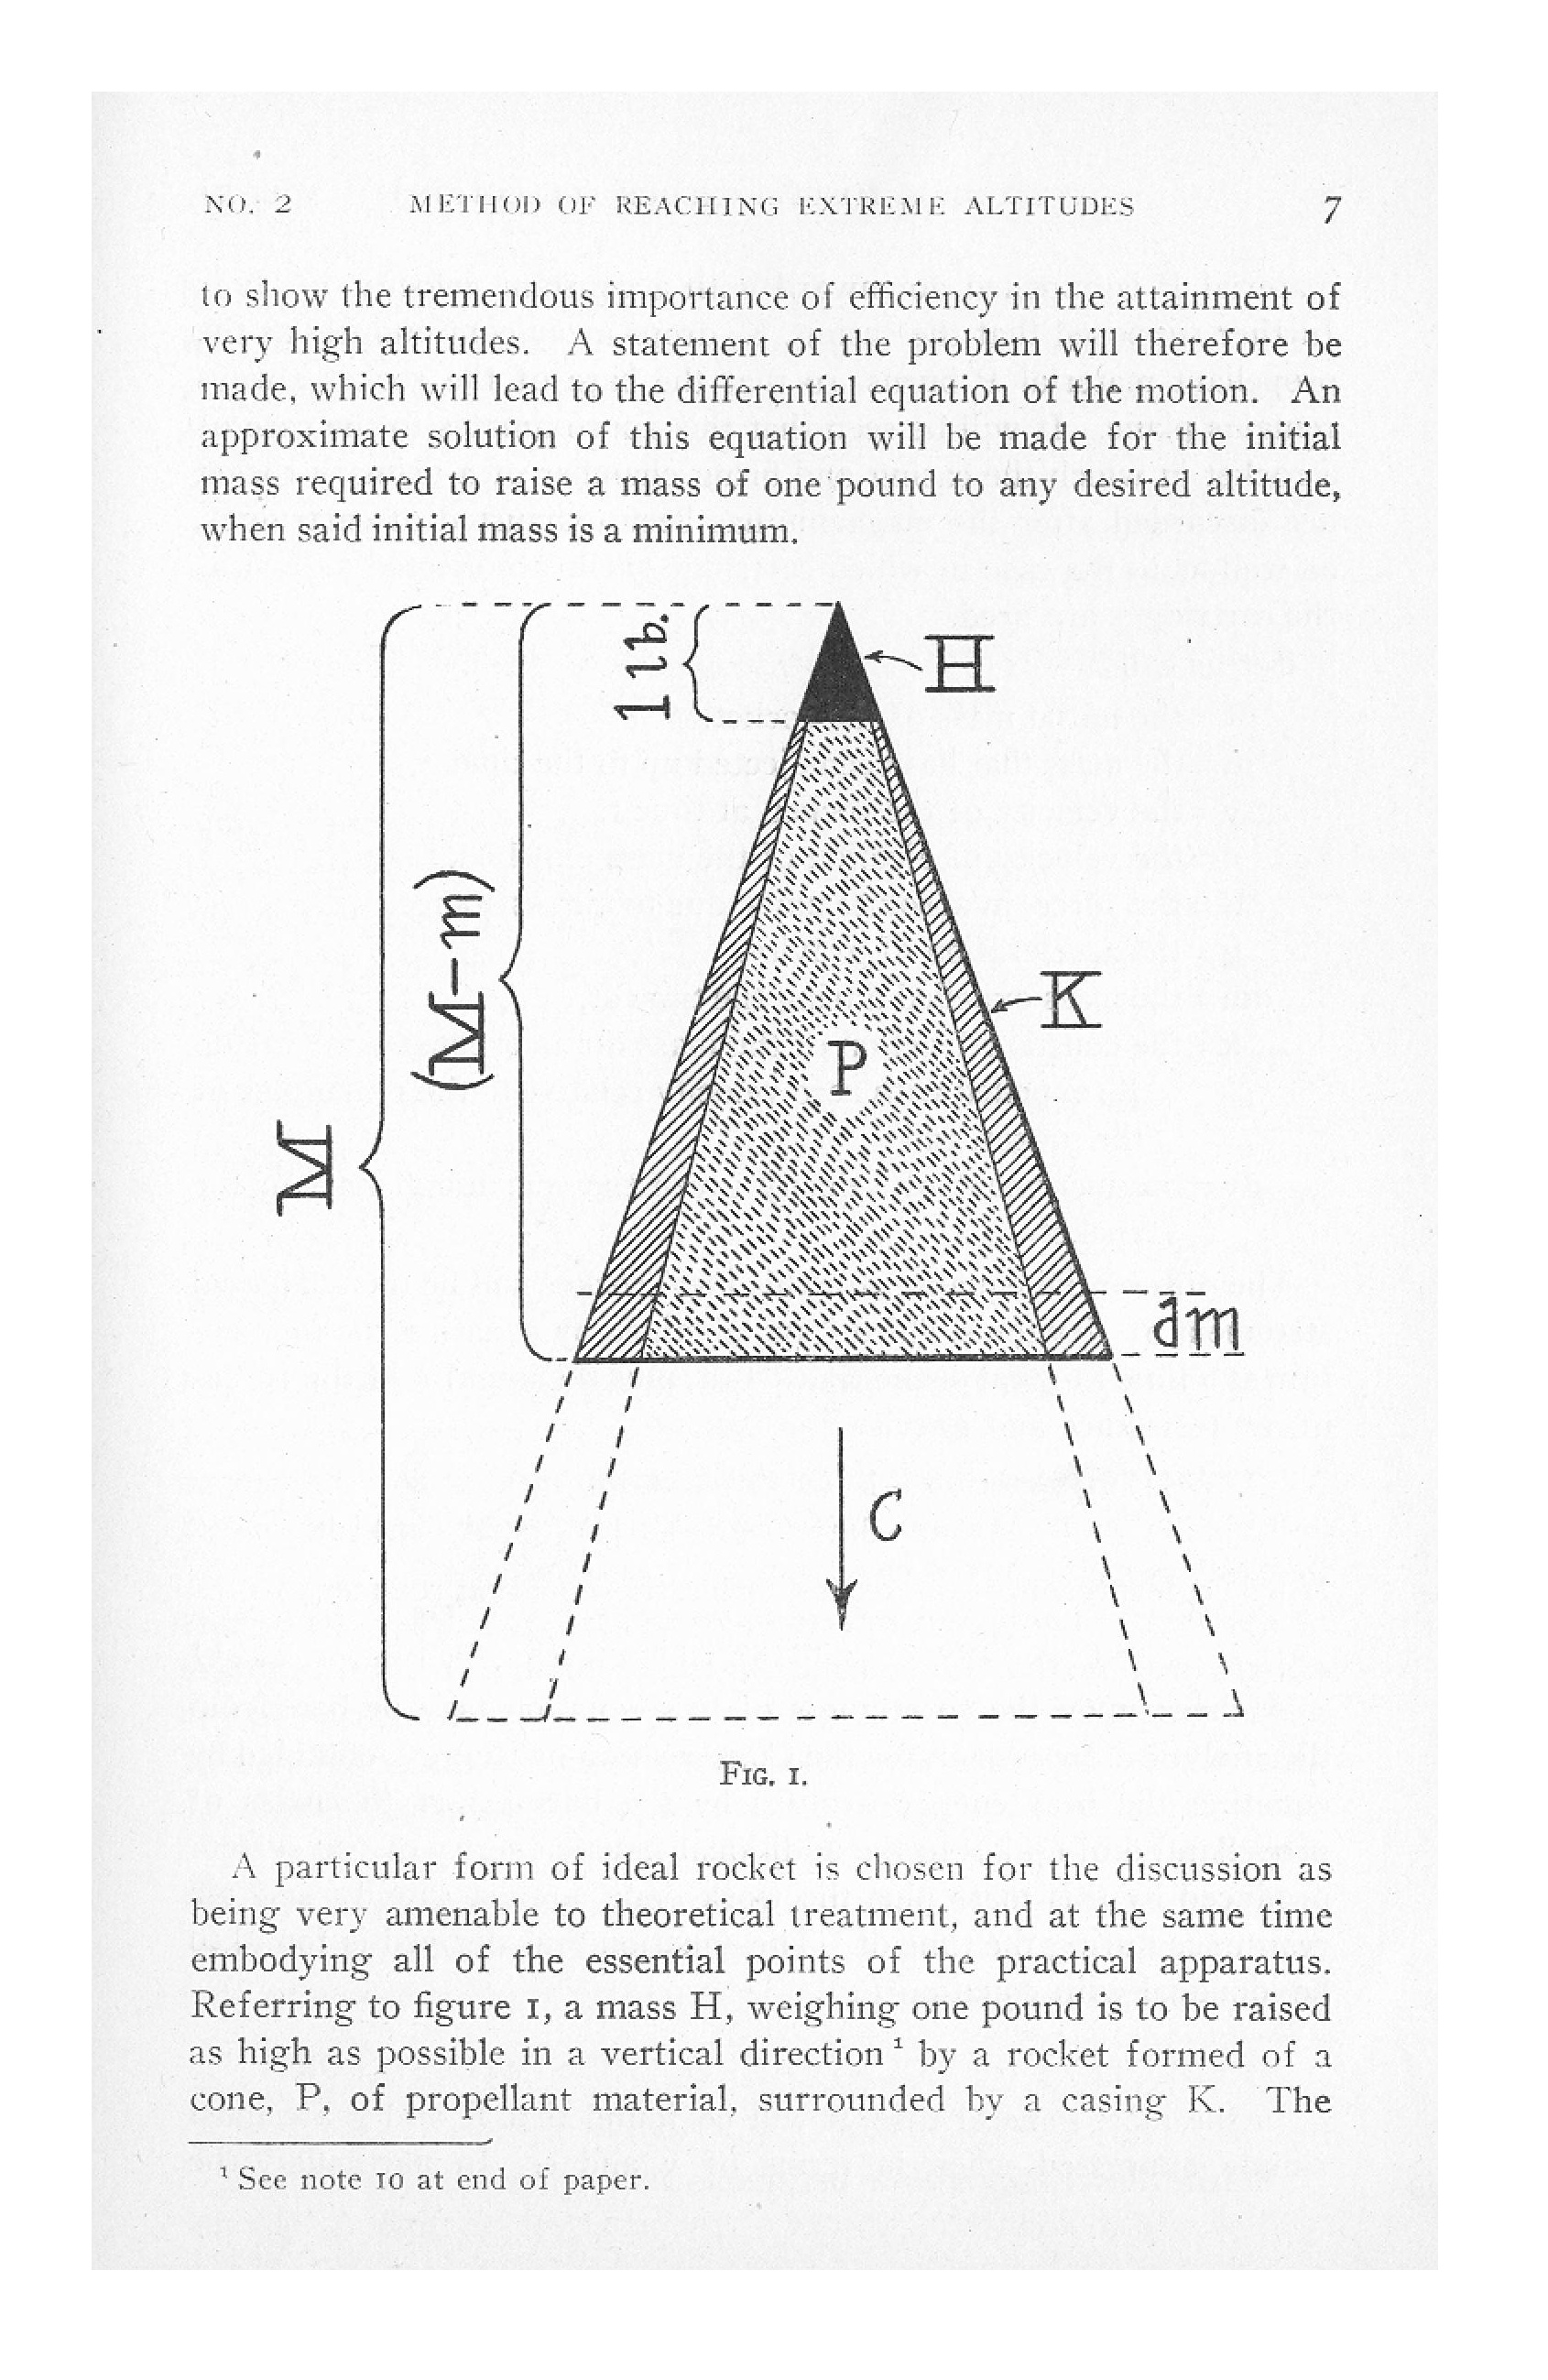 NO. 2 METHOD OF REACHING EXTREME ALTITUDES 7
to show the tremendous importance of efficiency in the attainment of
very high altitudes. A statement of the problem will therefore be
made, which will lead to the differential equation of the motion. An
approximate solution of this equation will be made for the initial
mass required to raise a mass of one pound to any desired altitude,
when said initial mass is a minimum.
1 lb.
H
(M-m)
K
P
M
dm
C
FIG. 1.
A particular form of ideal rocket is chosen for the discussion as
being very amenable to theoretical treatment, and at the same time
embodying all of the essential points of the practical apparatus.
Referring to figure 1, a mass H, weighing one pound is to be raised
as high as possible in a vertical direction¹ by a rocket formed of a
cone, P, of propellant material, surrounded by a casing K. The
¹ See note 10 at end of paper.